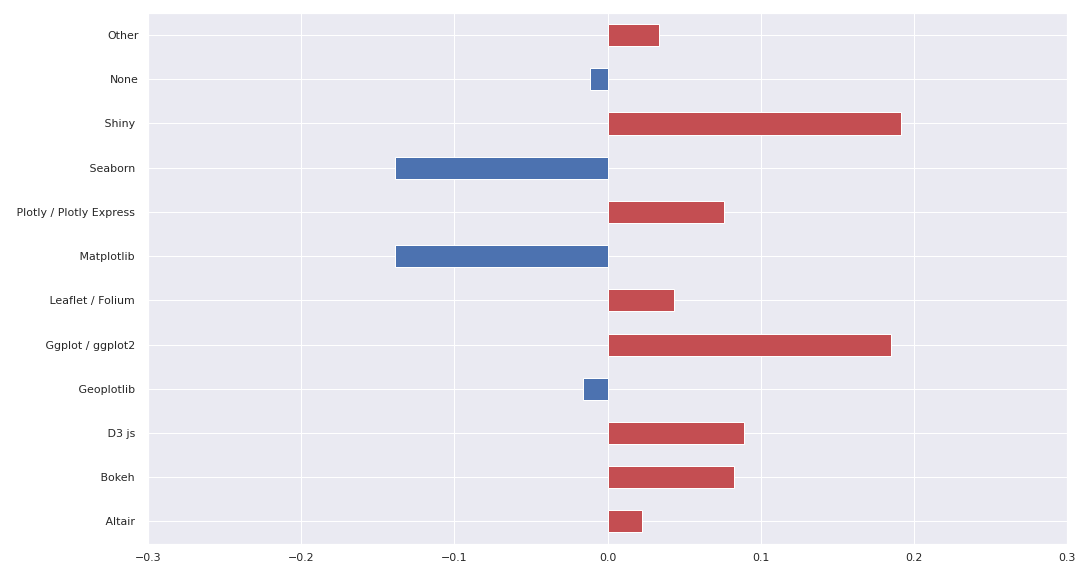 Other
None
Shiny
Seaborn
Plotly / Plotly Express
Matplotlib
Leaflet / Folium
Ggplot / ggplot2
Geoplotlib
D3 js
Bokeh
Altair
−0.3 −0.2 −0.1 0.0 0.1 0.2 0.3